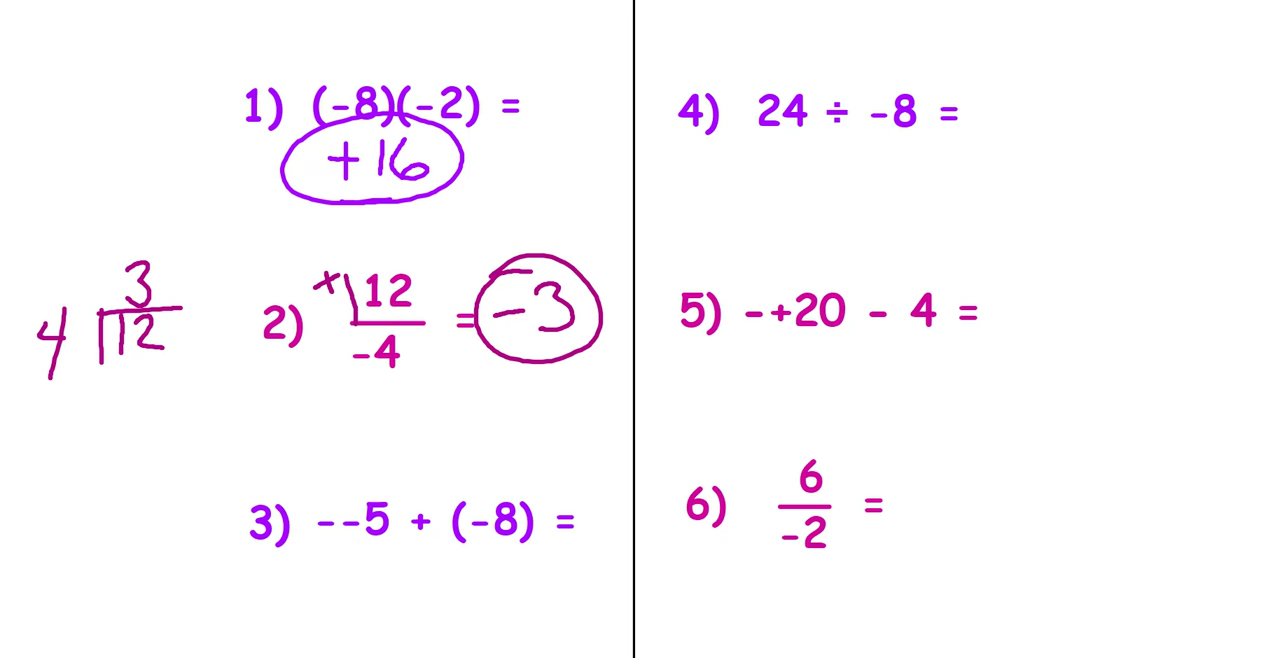 1) (-8)(-2) =
+16
2) +12/-4 = -3
3
4 12
3) --5 + (-8) =
4) 24 ÷ -8 =
5) -+20 - 4 =
6) 6/-2 =